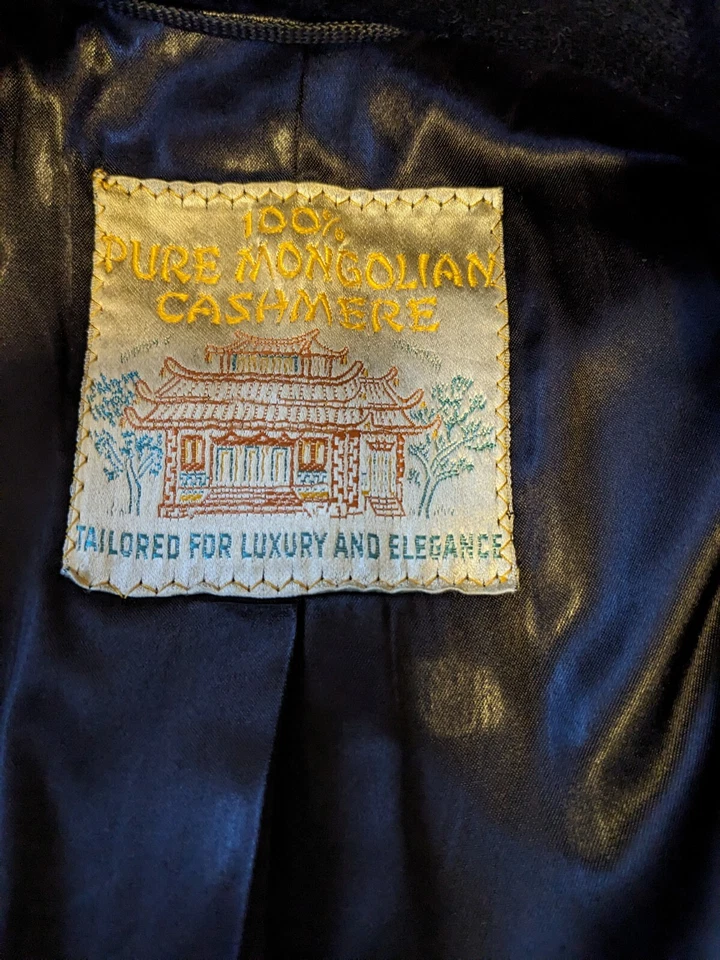 100%
PURE MONGOLIAN
CASHMERE
TAILORED FOR LUXURY AND ELEGANCE